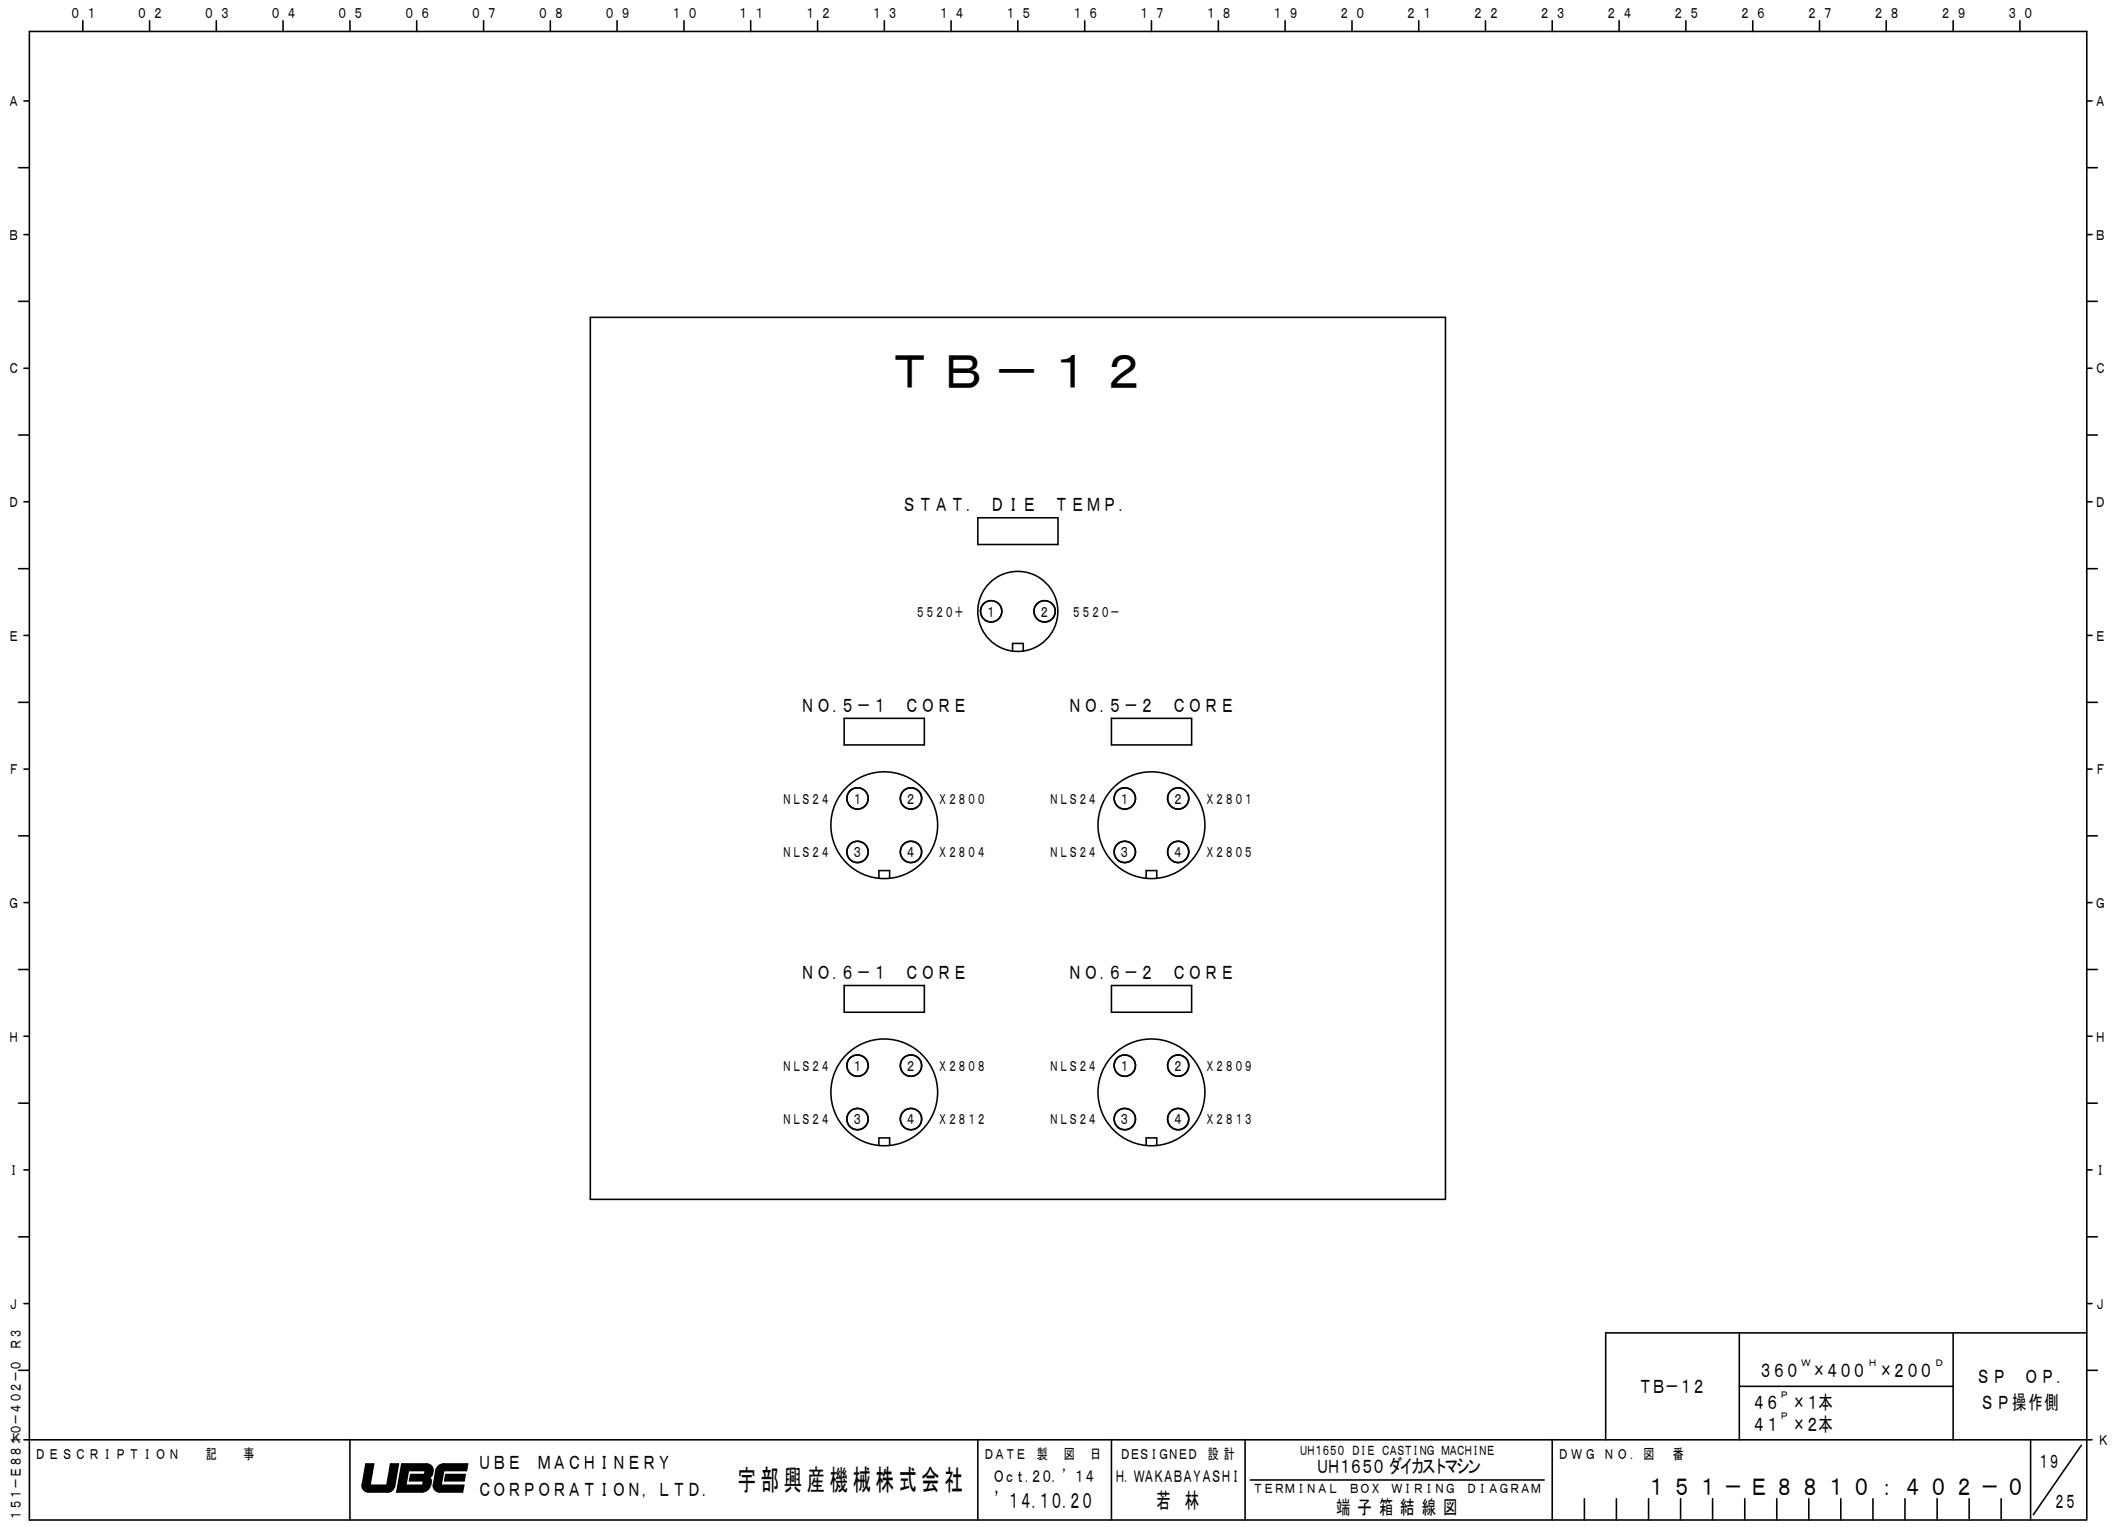 01 02 03 04 05 06 07 08 09 10 11 12 13 14 15 16 17 18 19 20 21 22 23 24 25 26 27 28 29 30
A A
B B
C C
D D
E E
F F
G G
H H
I I
J J
K K
TB-12
STAT. DIE TEMP.
5520+ 1 2 5520-
NO.5-1 CORE NO.5-2 CORE
NLS24 1 2 X2800 NLS24 1 2 X2801
NLS24 3 4 X2804 NLS24 3 4 X2805
NO.6-1 CORE NO.6-2 CORE
NLS24 1 2 X2808 NLS24 1 2 X2809
NLS24 3 4 X2812 NLS24 3 4 X2813
TB-12
360W×400H×200D
46P×1本
41P×2本
SP OP.
SP操作側
151-E8810-402-0 R3
DESCRIPTION 記 事
UBE
UBE MACHINERY
CORPORATION, LTD.
宇部興産機械株式会社
DATE 製 図 日
Oct.20.'14
'14.10.20
DESIGNED 設計
H. WAKABAYASHI
若 林
UH1650 DIE CASTING MACHINE
UH1650 ダイカストマシン
TERMINAL BOX WIRING DIAGRAM
端子箱結線図
DWG NO. 図 番
151-E8810:402-0
19/25